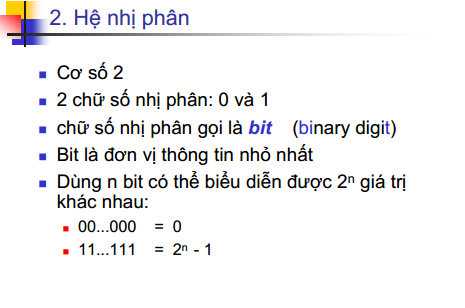 2. Hệ nhị phân
Cơ số 2
2 chữ số nhị phân: 0 và 1
chữ số nhị phân gọi là bit (binary digit)
Bit là đơn vị thông tin nhỏ nhất
Dùng n bit có thể biểu diễn được 2ⁿ giá trị
khác nhau:
00...000 = 0
11...111 = 2ⁿ - 1